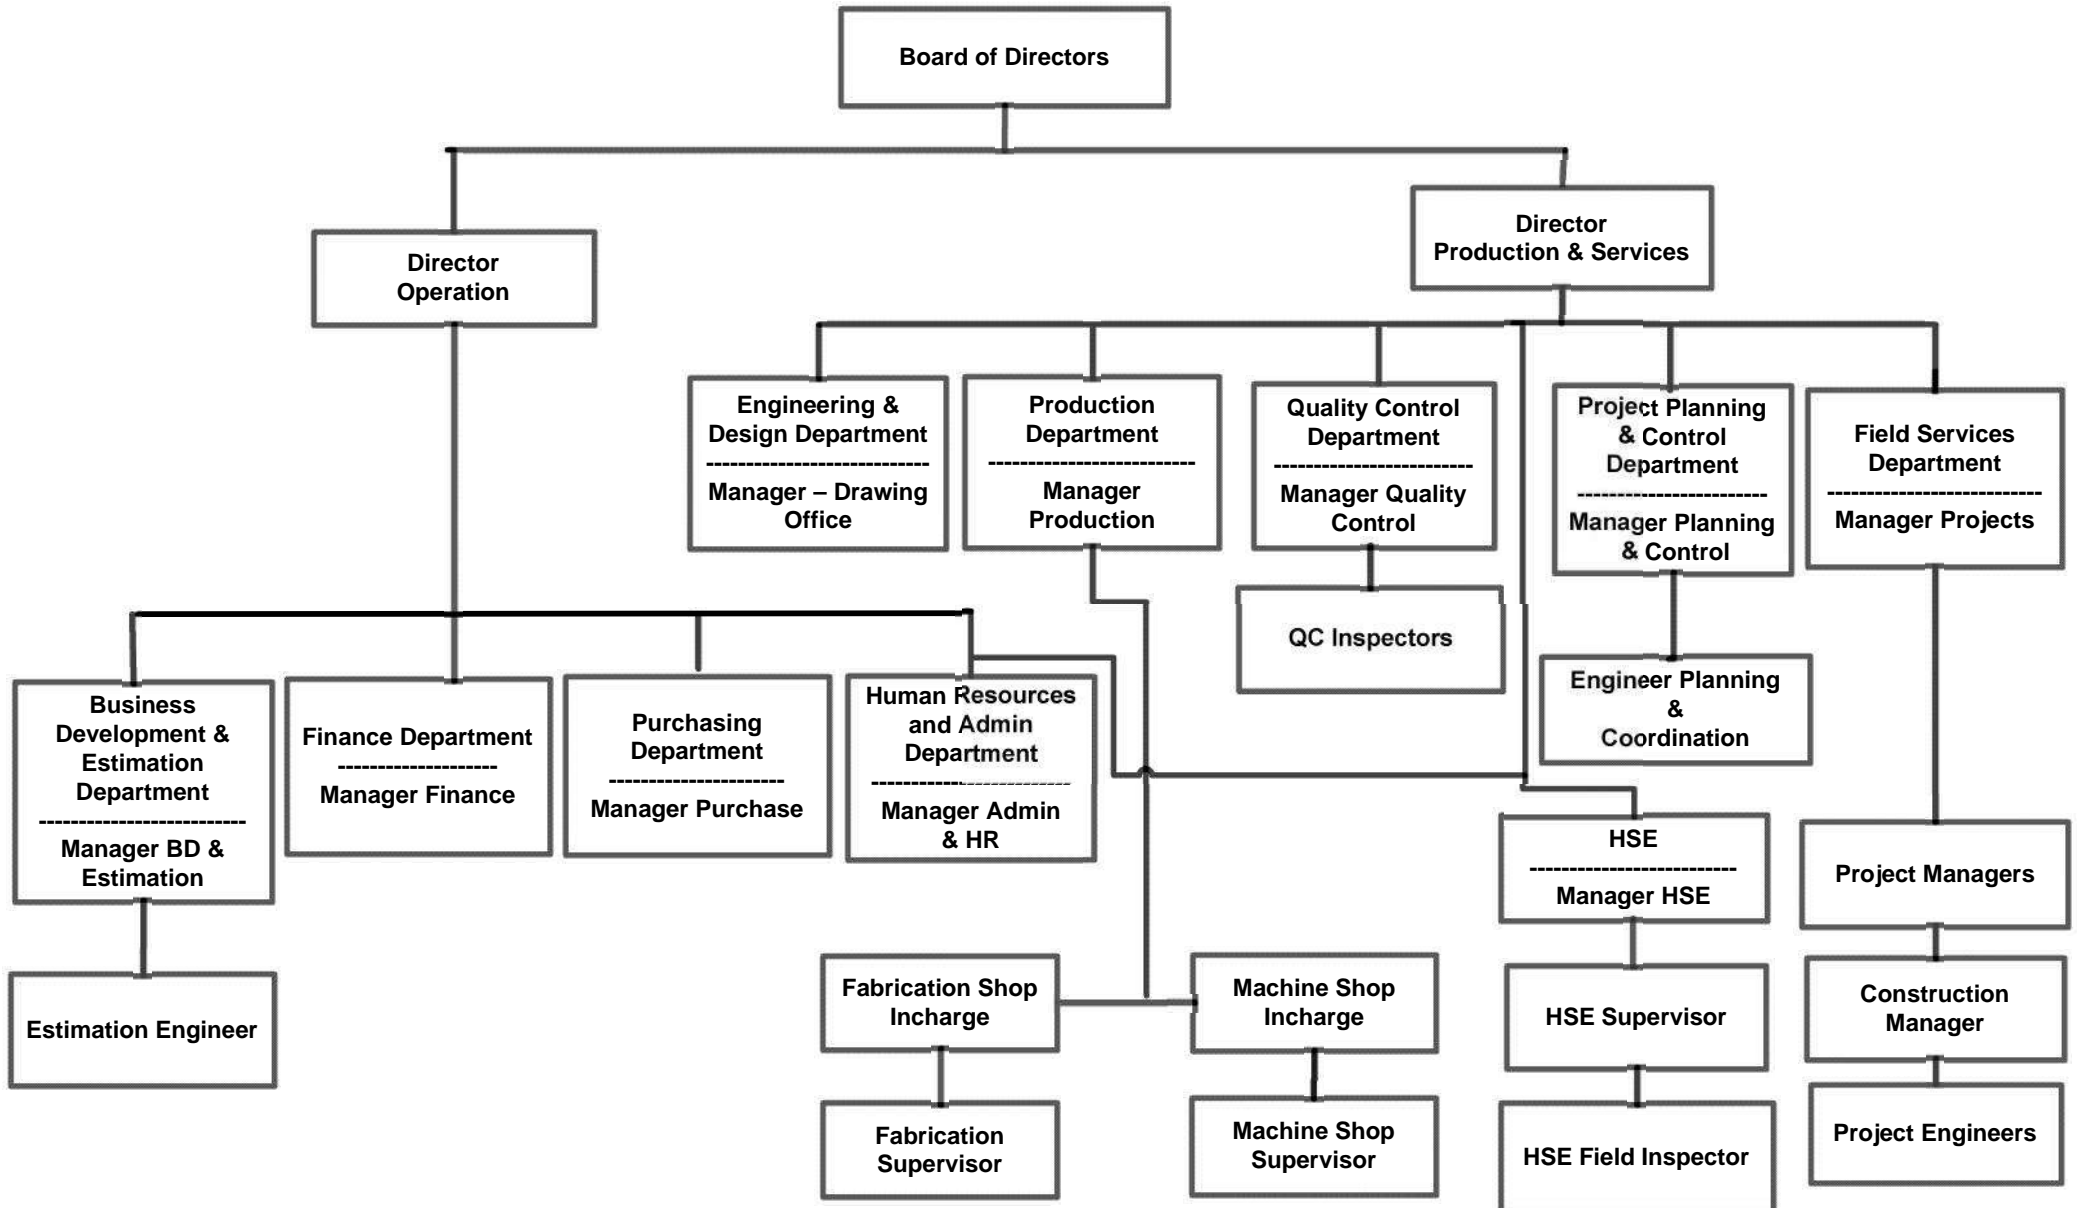 Board of Directors
Director
Operation
Director
Production & Services
Engineering &
Design Department
----------------------------
Manager – Drawing
Office
Production
Department
--------------------------
Manager
Production
Quality Control
Department
-------------------------
Manager Quality
Control
Project Planning
& Control
Department
------------------------
Manager Planning
& Control
Field Services
Department
---------------------------
Manager Projects
QC Inspectors
Engineer Planning
&
Coordination
Business
Development &
Estimation
Department
--------------------------
Manager BD &
Estimation
Finance Department
--------------------
Manager Finance
Purchasing
Department
----------------------
Manager Purchase
Human Resources
and Admin
Department
-------------------------
Manager Admin
& HR
HSE
--------------------------
Manager HSE
Project Managers
Estimation Engineer
Fabrication Shop
Incharge
Machine Shop
Incharge
HSE Supervisor
Construction
Manager
Fabrication
Supervisor
Machine Shop
Supervisor
HSE Field Inspector
Project Engineers